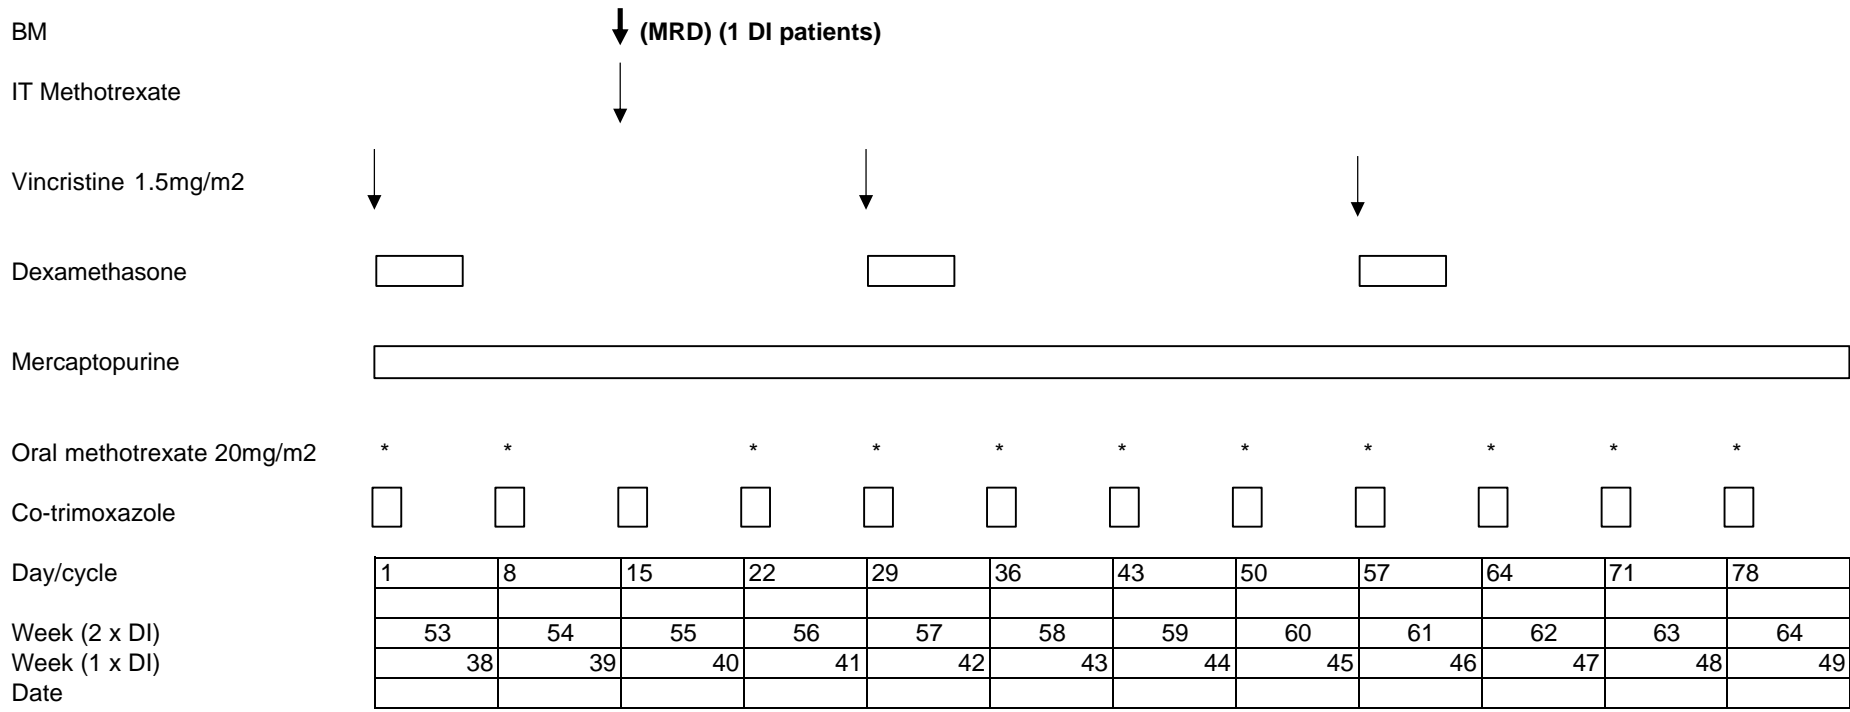 BM (MRD) (1 DI patients)
IT Methotrexate
Vincristine 1.5mg/m2
Dexamethasone
Mercaptopurine
Oral methotrexate 20mg/m2 * * * * * * * * * * *
Co-trimoxazole
Day/cycle 1 8 15 22 29 36 43 50 57 64 71 78
Week (2 x DI) 53 54 55 56 57 58 59 60 61 62 63 64
Week (1 x DI) 38 39 40 41 42 43 44 45 46 47 48 49
Date